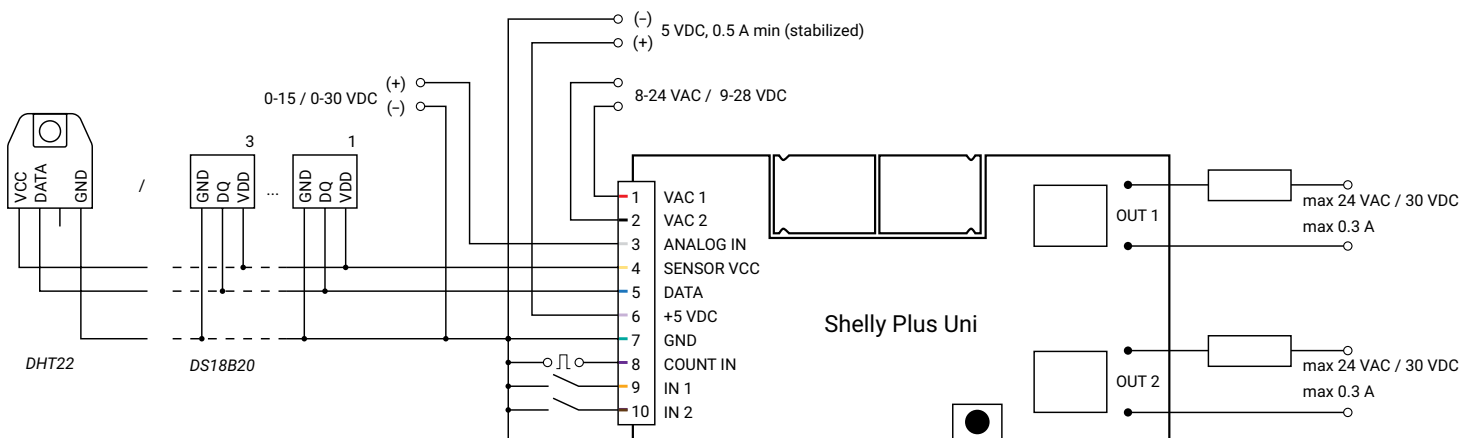 (−)
5 VDC, 0.5 A min (stabilized)
(+)
(+)
0-15 / 0-30 VDC
(−)
8-24 VAC / 9-28 VDC
VCC
DATA
GND
/
3
GND
DQ
VDD
...
1
GND
DQ
VDD
DHT22
DS18B20
1 VAC 1
2 VAC 2
3 ANALOG IN
4 SENSOR VCC
5 DATA
6 +5 VDC
7 GND
8 COUNT IN
9 IN 1
10 IN 2
Shelly Plus Uni
OUT 1
max 24 VAC / 30 VDC
max 0.3 A
OUT 2
max 24 VAC / 30 VDC
max 0.3 A